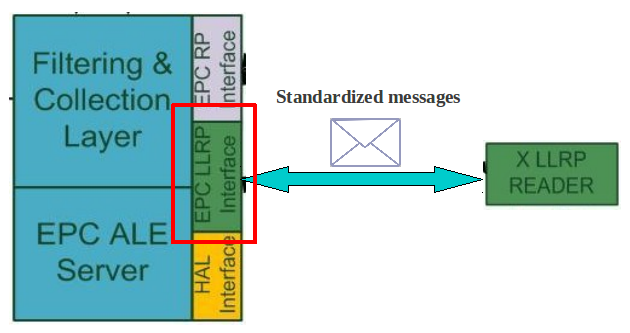 Filtering &
Collection
Layer
EPC ALE
Server
EPC RP
Interface
EPC LLRP
Interface
HAL
Interface
Standardized messages
X LLRP
READER